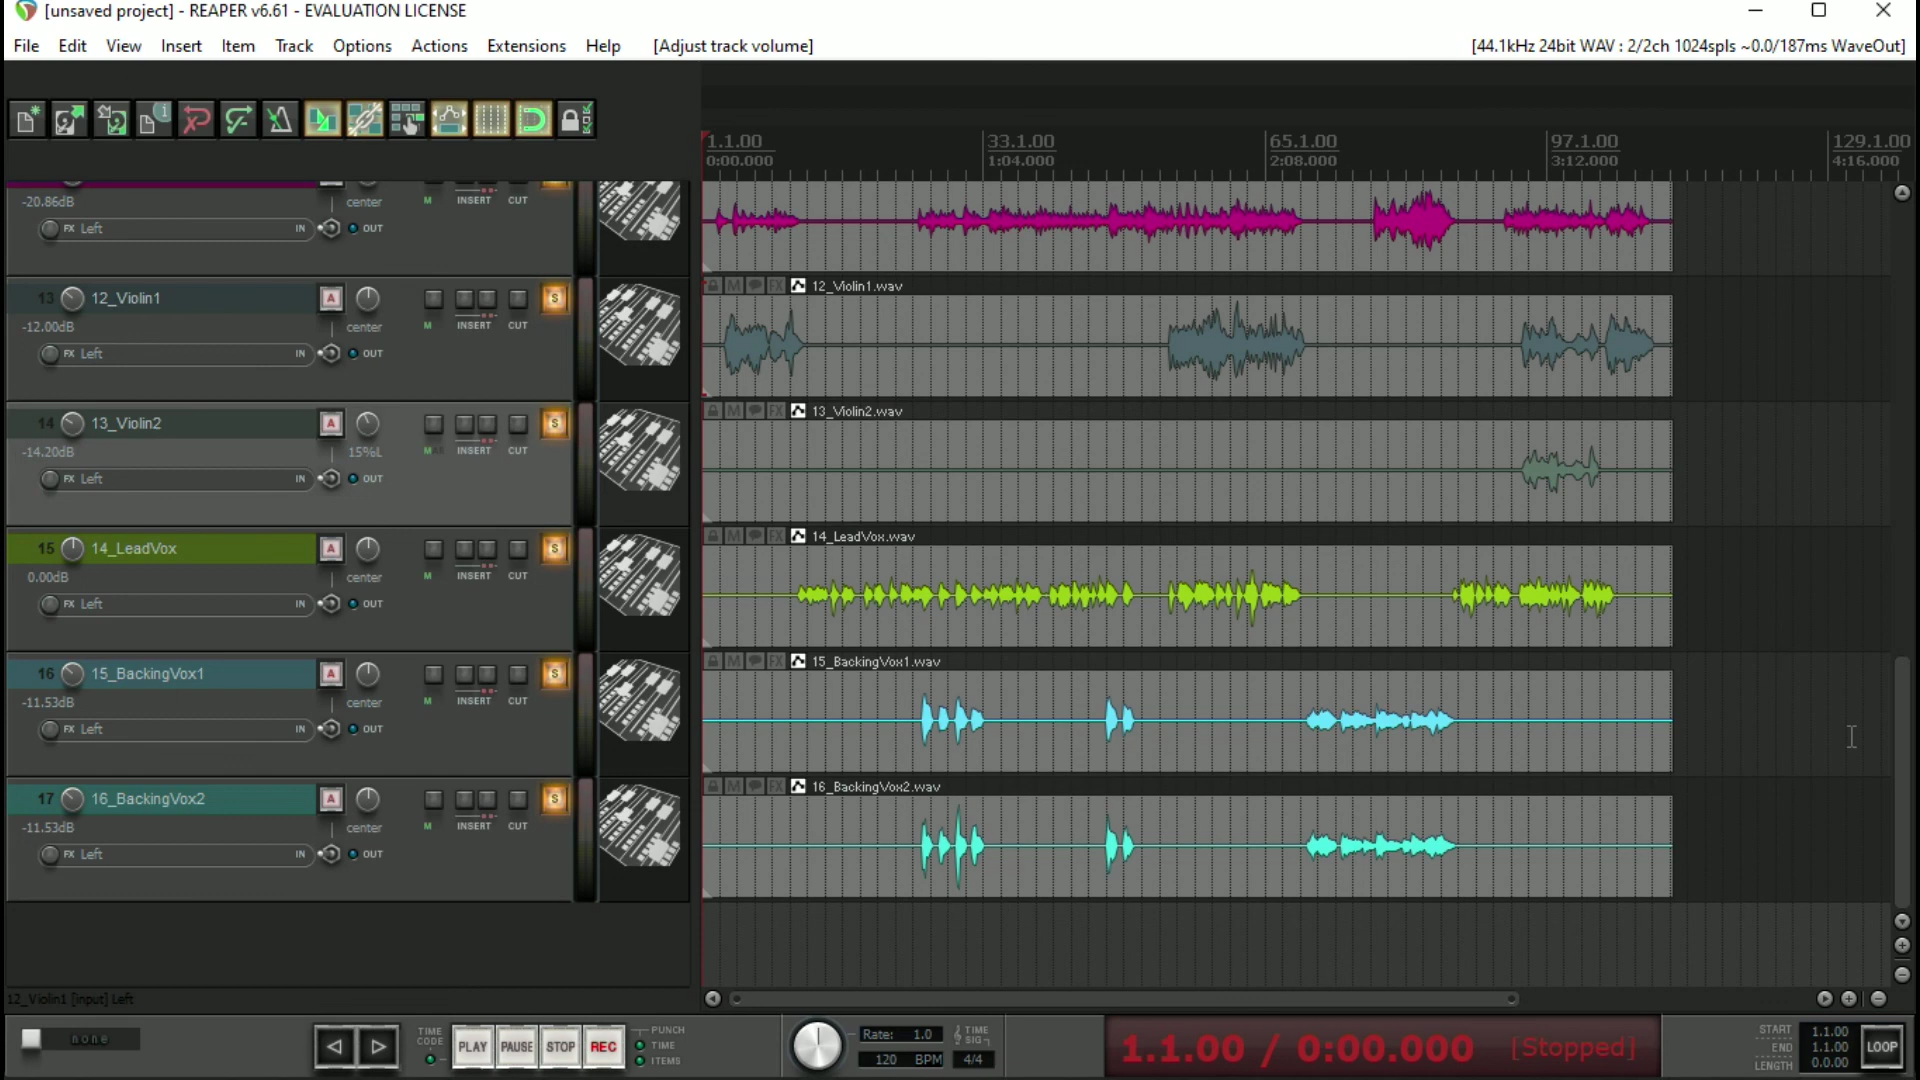 [unsaved project] - REAPER v6.61 - EVALUATION LICENSE
File Edit View Insert Item Track Options Actions Extensions Help [Adjust track volume] [44.1kHz 24bit WAV : 2/2ch 1024spls ~0.0/187ms WaveOut]
1.1.00 33.1.00 65.1.00 97.1.00 129.1.00
0:00.000 1:04.000 2:08.000 3:12.000 4:16.000
-20.86dB center M INSERT CUT
FX Left IN OUT
12_Violin1.wav
13 12_Violin1 A S
-12.00dB center M INSERT CUT
FX Left IN OUT
13_Violin2.wav
14 13_Violin2 A S
-14.20dB 15%L M INSERT CUT
FX Left IN OUT
14_LeadVox.wav
15 14_LeadVox A S
0.00dB center M INSERT CUT
FX Left IN OUT
15_BackingVox1.wav
16 15_BackingVox1 A S
-11.53dB center M INSERT CUT
FX Left IN OUT
16_BackingVox2.wav
17 16_BackingVox2 A S
-11.53dB center M INSERT CUT
FX Left IN OUT
12_Violin1 [input] Left
none
TIME
CODE
PLAY PAUSE STOP REC
PUNCH
TIME
ITEMS
Rate: 1.0
120 BPM
TIME
SIG
4/4
1.1.00 / 0:00.000 [Stopped]
START 1.1.00
END 1.1.00
LENGTH 0.0.00
LOOP